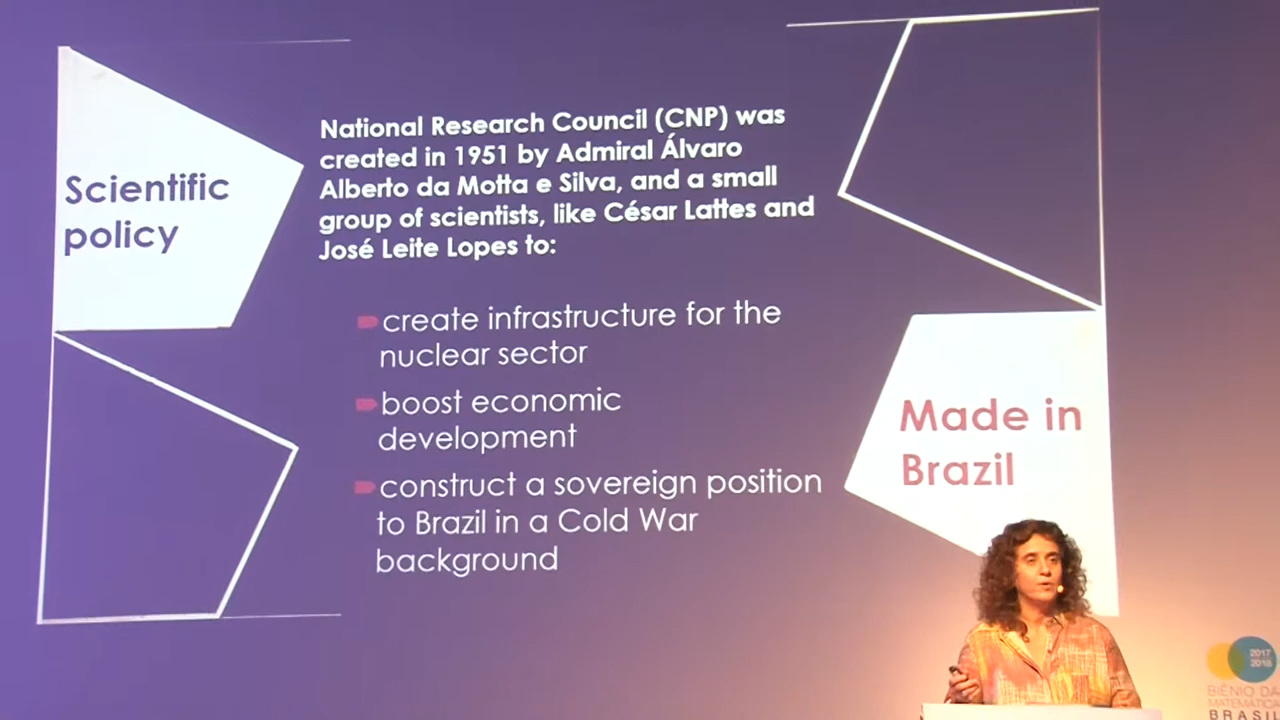 Scientific
policy
National Research Council (CNP) was
created in 1951 by Admiral Álvaro
Alberto da Motta e Silva, and a small
group of scientists, like César Lattes and
José Leite Lopes to:
create infrastructure for the
nuclear sector
boost economic
development
construct a sovereign position
to Brazil in a Cold War
background
Made in
Brazil
2017
2018
BIÊNIO DA
MATEMÁTICA
BRASIL